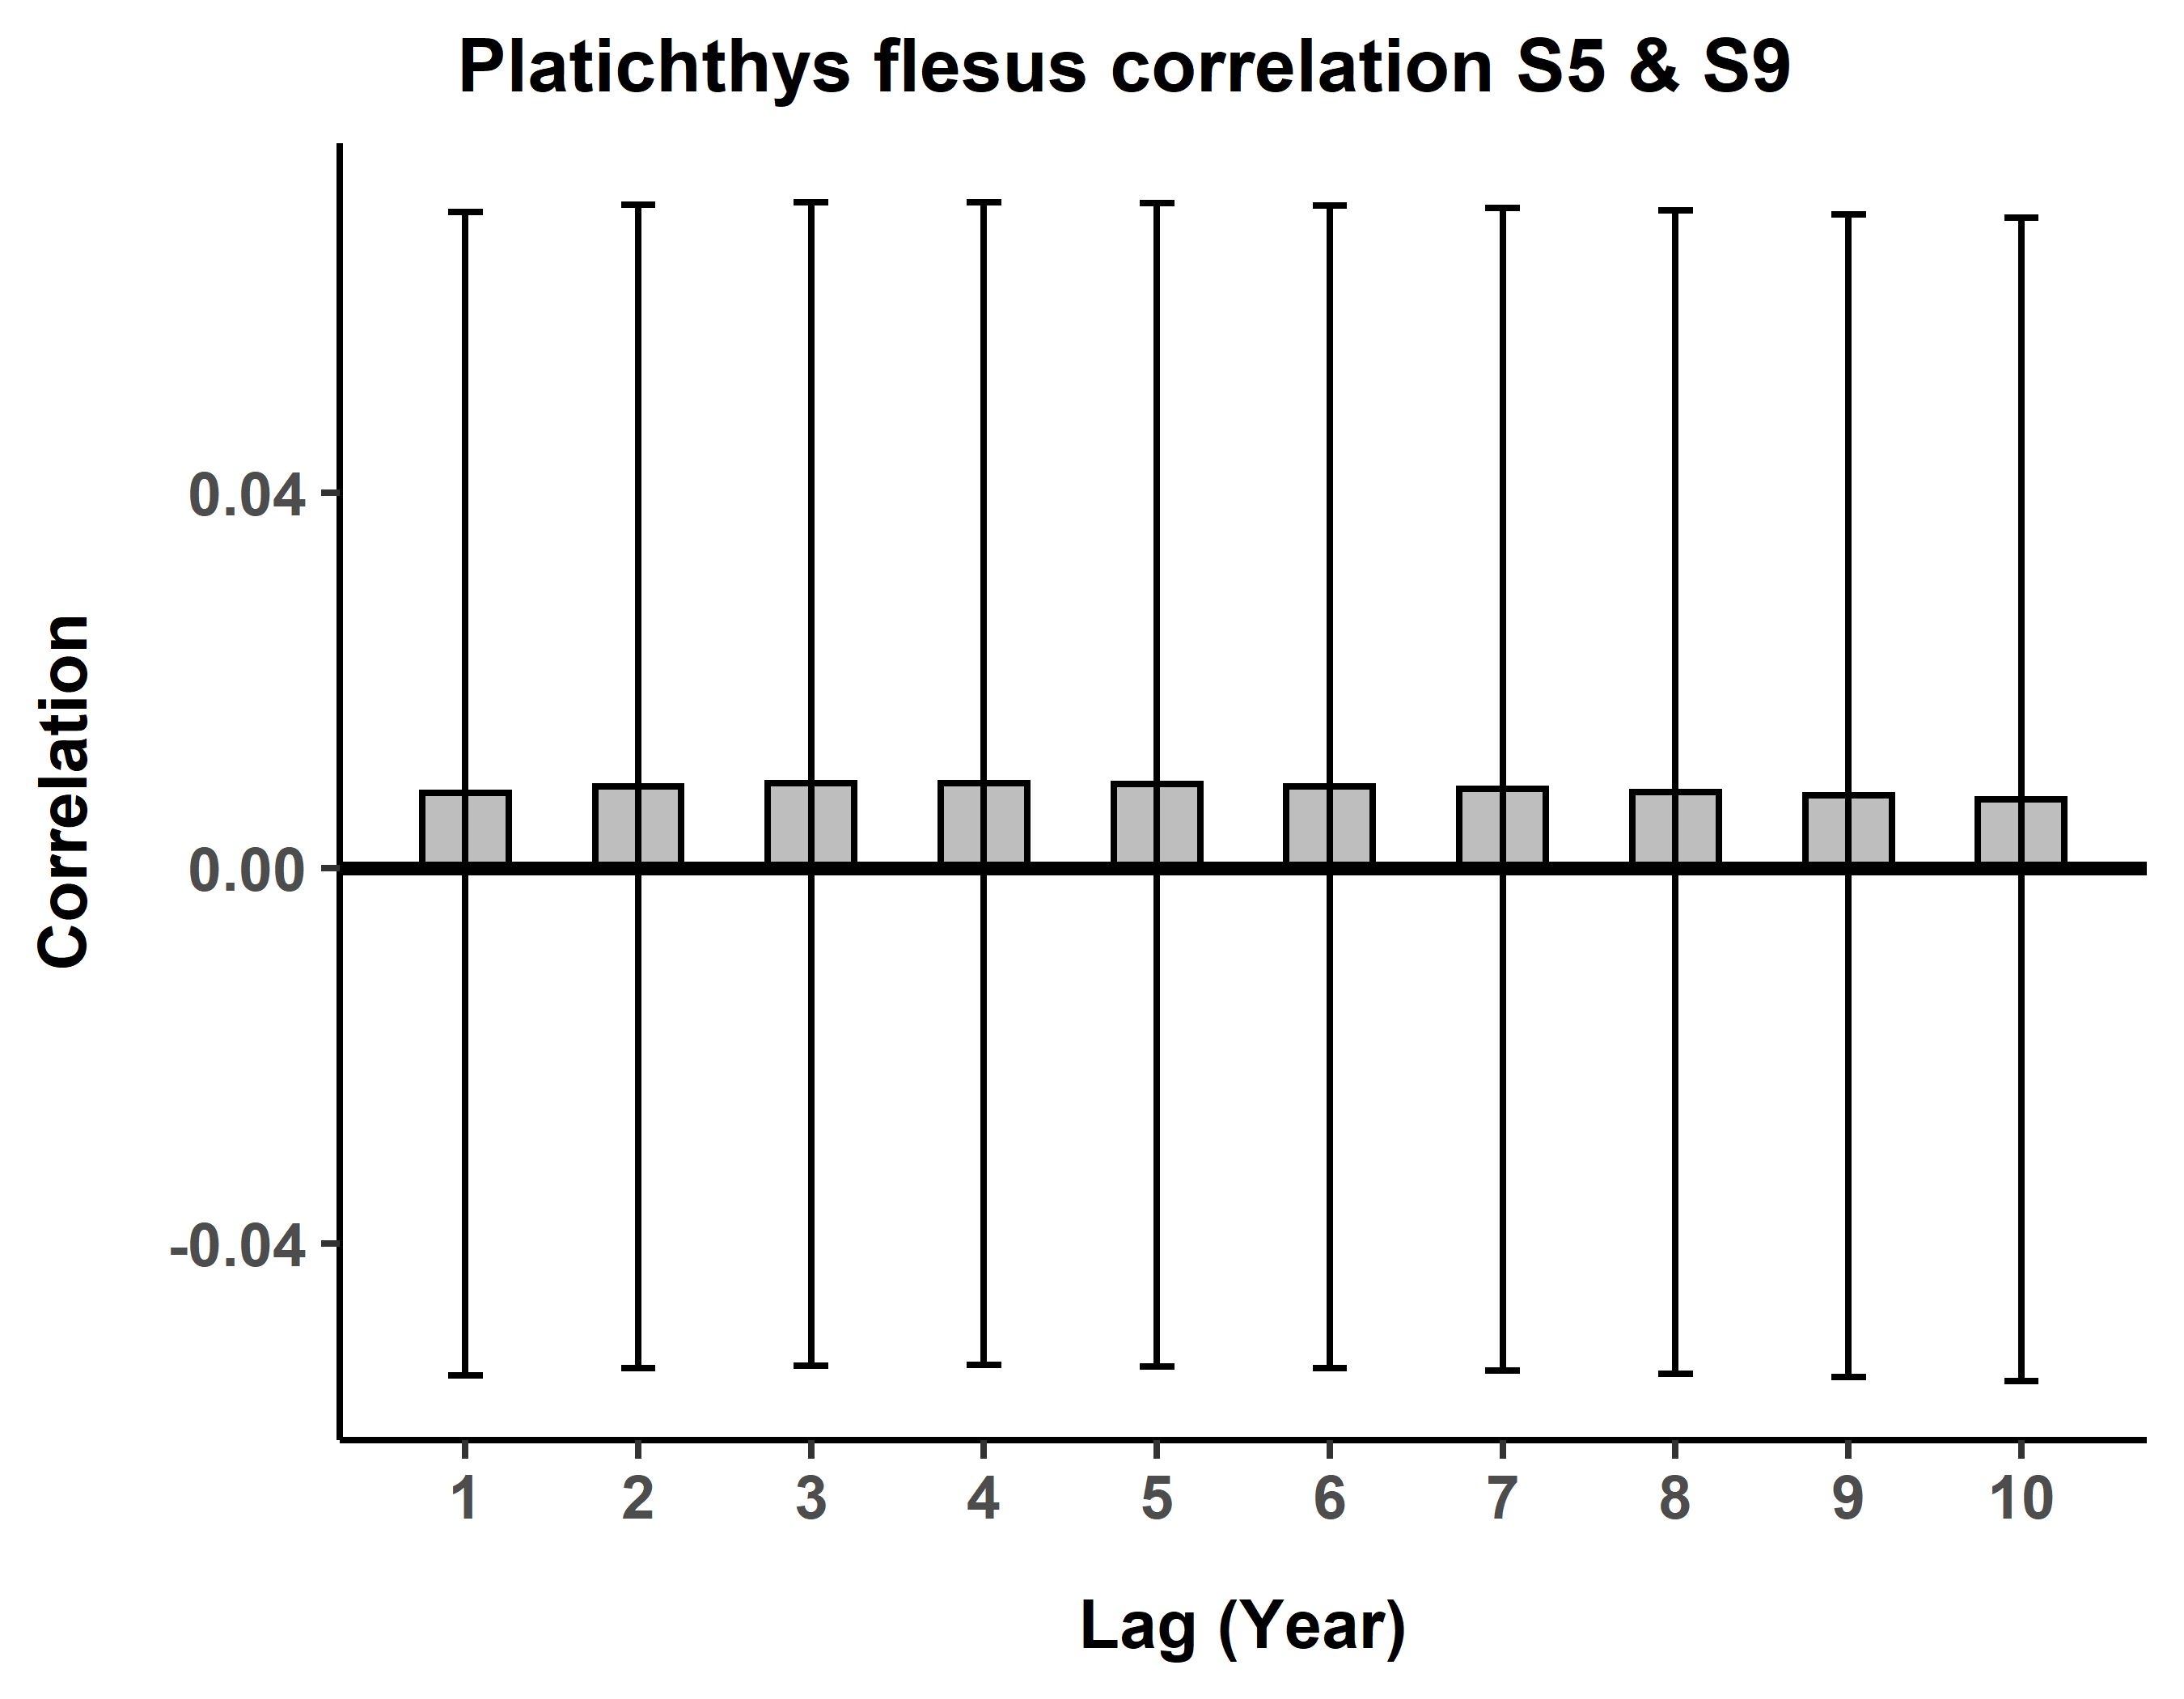 Platichthys flesus correlation S5 & S9
Correlation
0.04
0.00
-0.04
1 2 3 4 5 6 7 8 9 10
Lag (Year)